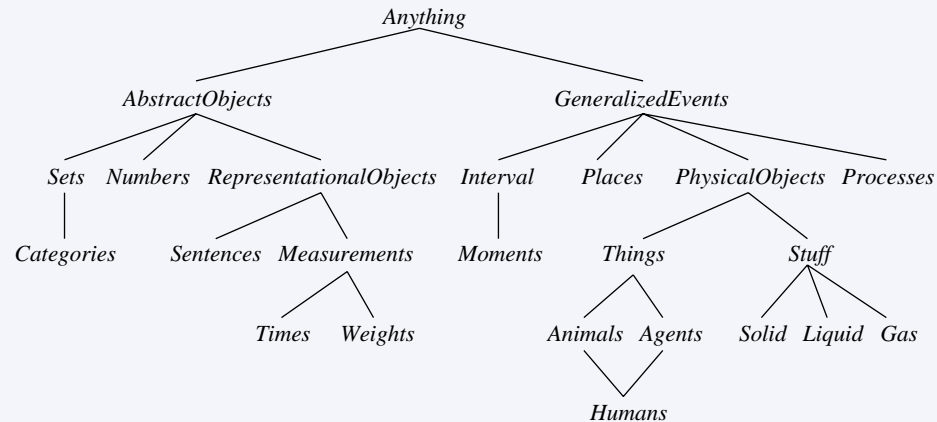 Anything
AbstractObjects GeneralizedEvents
Sets Numbers RepresentationalObjects Interval Places PhysicalObjects Processes
Categories Sentences Measurements Moments Things Stuff
Times Weights Animals Agents Solid Liquid Gas
Humans